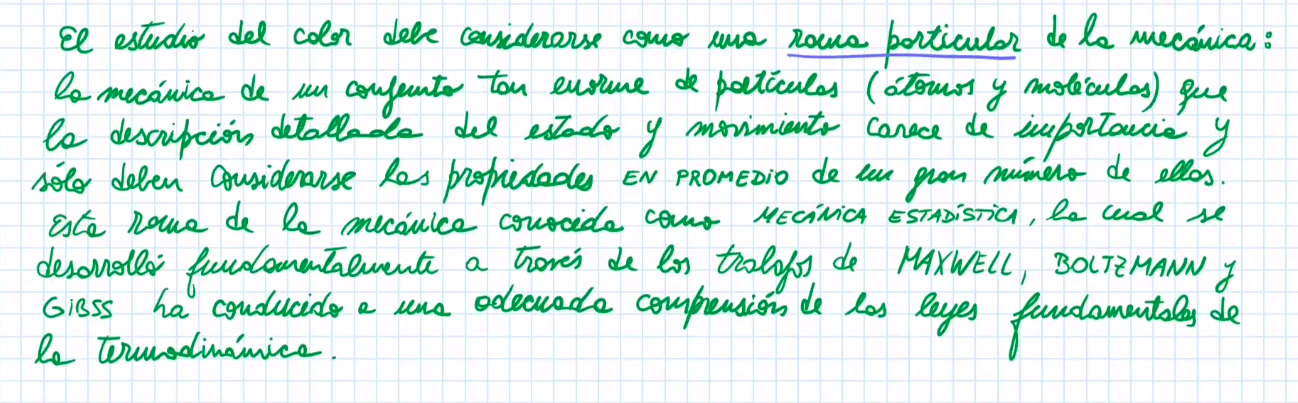 El estudio del color debe considerarse como una rama particular de la mecánica:
la mecánica de un conjunto tan enorme de partículas (átomos y moléculas) que
la descripción detallada del estado y movimiento carece de importancia y
sólo deben considerarse las propiedades EN PROMEDIO de un gran número de ellas.
Esta rama de la mecánica conocida como MECÁNICA ESTADÍSTICA, la cual se
desarrolló fundamentalmente a través de los trabajos de MAXWELL, BOLTZMANN y
GIBSS ha conducido a una adecuada comprensión de las leyes fundamentales de
la termodinámica.